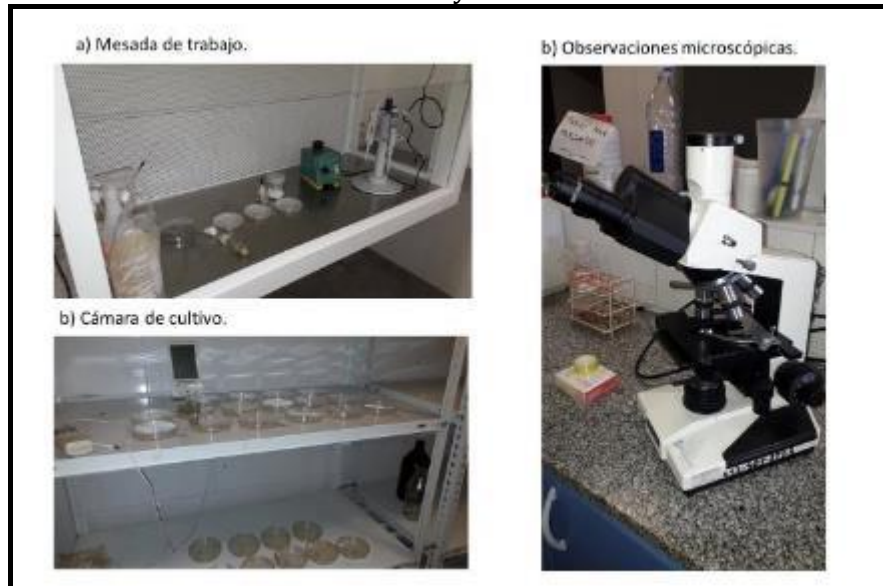 a) Mesada de trabajo.
b) Observaciones microscópicas.
b) Cámara de cultivo.